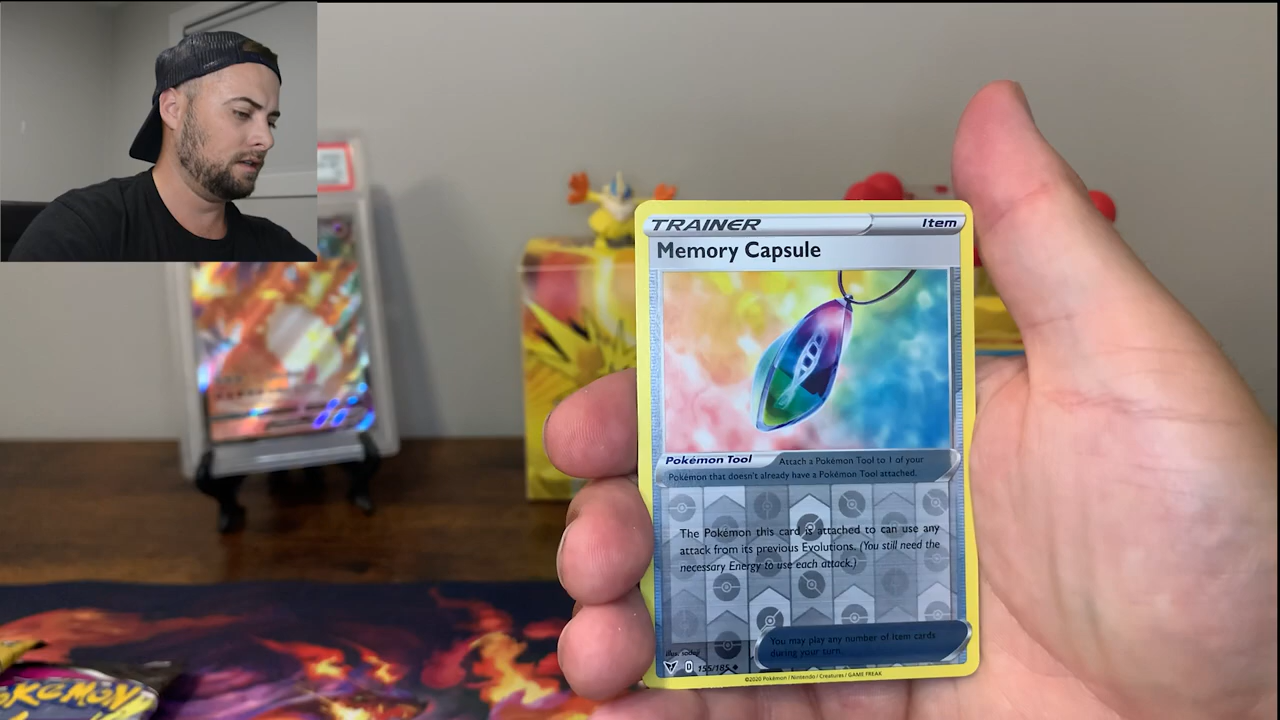 TRAINER Item
Memory Capsule
Pokémon Tool Attach a Pokémon Tool to 1 of your
Pokémon that doesn't already have a Pokémon Tool attached.
The Pokémon this card is attached to can use any
attack from its previous Evolutions. (You still need the
necessary Energy to use each attack.)
You may play any number of Item cards
during your turn.
illus. sadaji
D 155/185
©2020 Pokémon / Nintendo / Creatures / GAME FREAK
POKÉMON